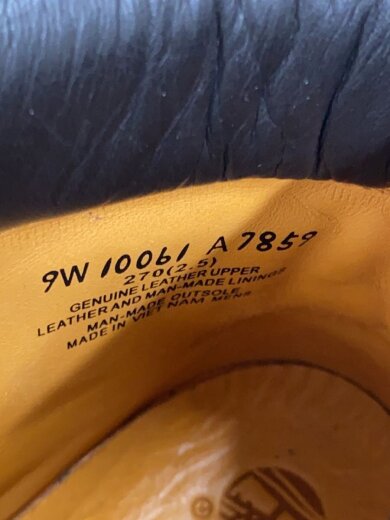 9W 10061 A7859
270(2.5)
GENUINE LEATHER UPPER
LEATHER AND MAN-MADE LININGS
MAN-MADE OUTSOLE
MADE IN VIET NAM MENS